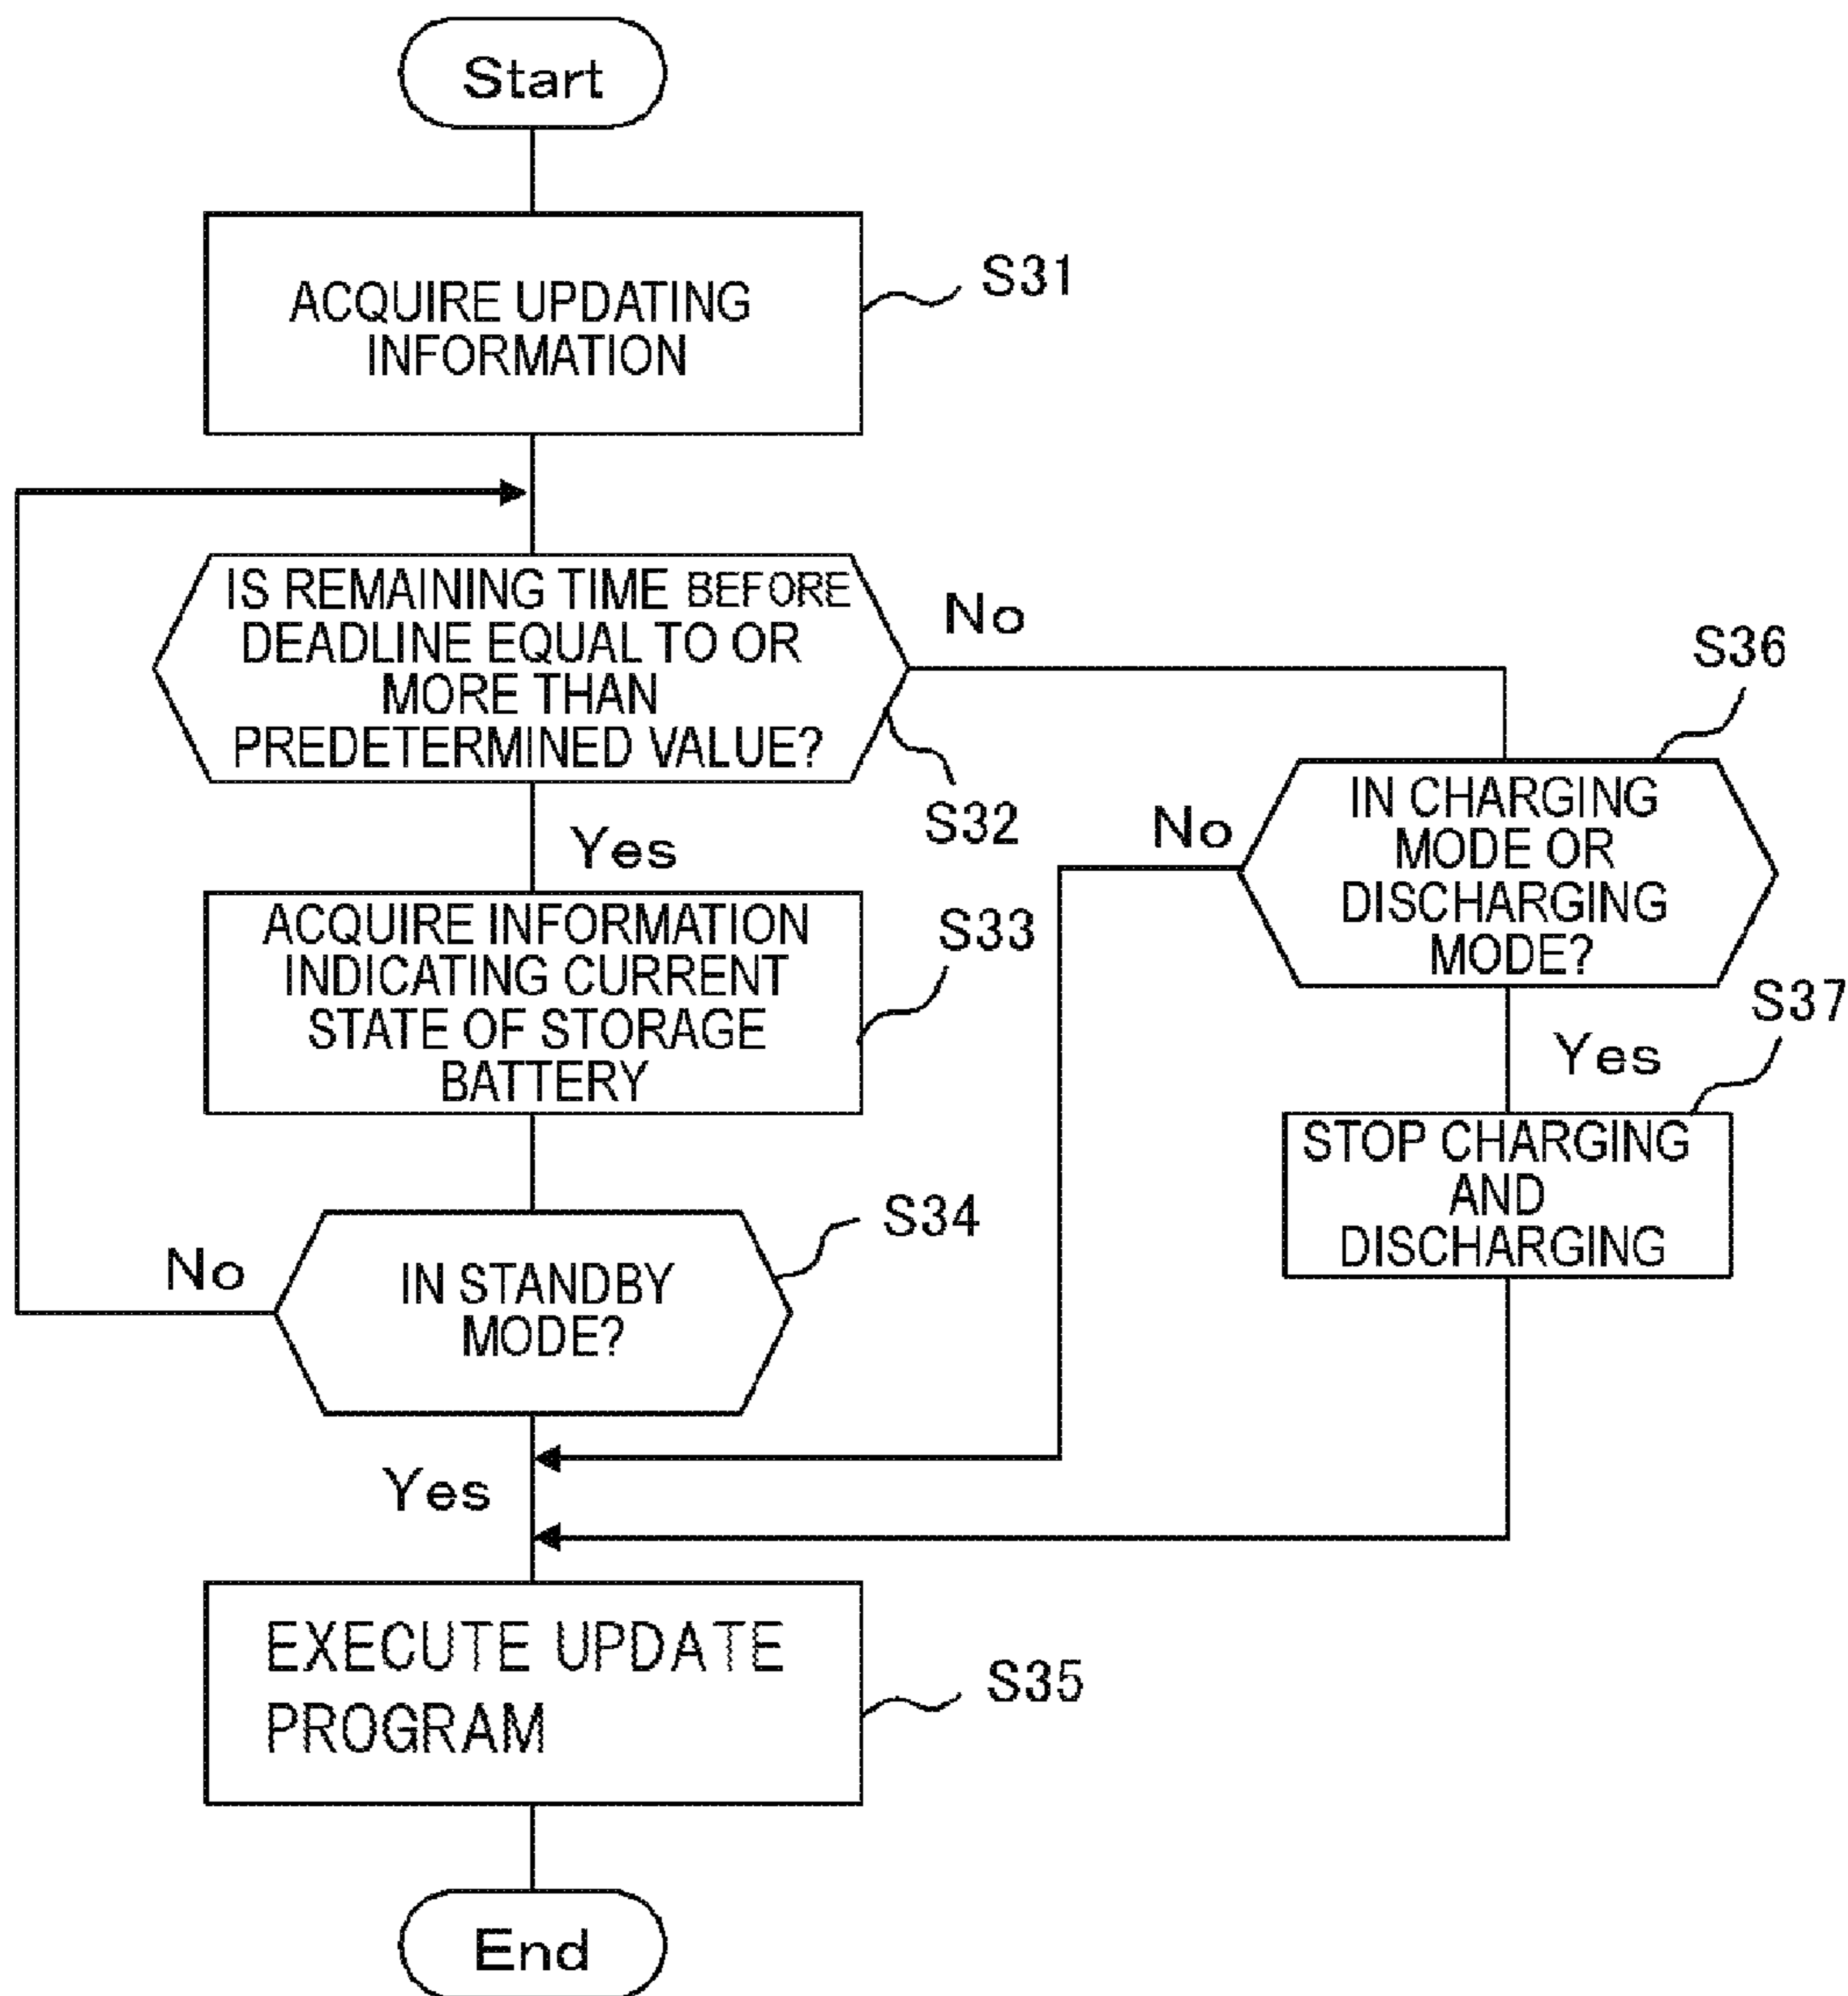 Start
ACQUIRE UPDATING
INFORMATION
S31
IS REMAINING TIME BEFORE
DEADLINE EQUAL TO OR
MORE THAN
PREDETERMINED VALUE?
No
S32
Yes
S36
IN CHARGING
MODE OR
DISCHARGING
MODE?
No
ACQUIRE INFORMATION
INDICATING CURRENT
STATE OF STORAGE
BATTERY
S33
Yes
S37
STOP CHARGING
AND
DISCHARGING
IN STANDBY
MODE?
S34
No
Yes
EXECUTE UPDATE
PROGRAM
S35
End